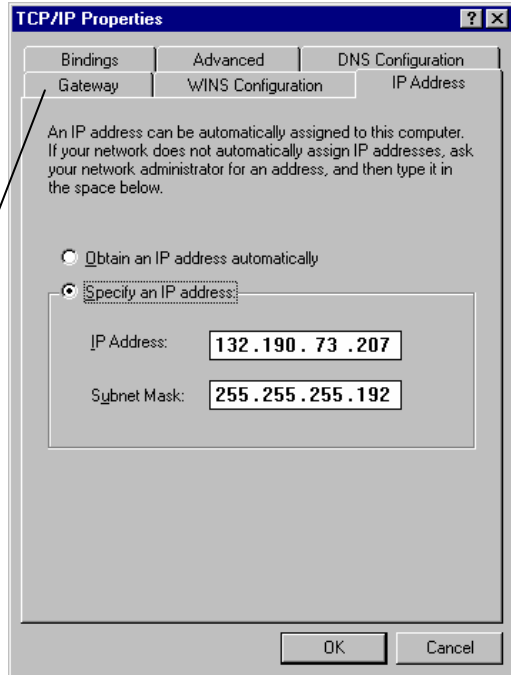 TCP/IP Properties
Bindings Advanced DNS Configuration
Gateway WINS Configuration IP Address
An IP address can be automatically assigned to this computer.
If your network does not automatically assign IP addresses, ask
your network administrator for an address, and then type it in
the space below.
Obtain an IP address automatically
Specify an IP address:
IP Address: 132.190. 73 .207
Subnet Mask: 255.255.255.192
OK Cancel